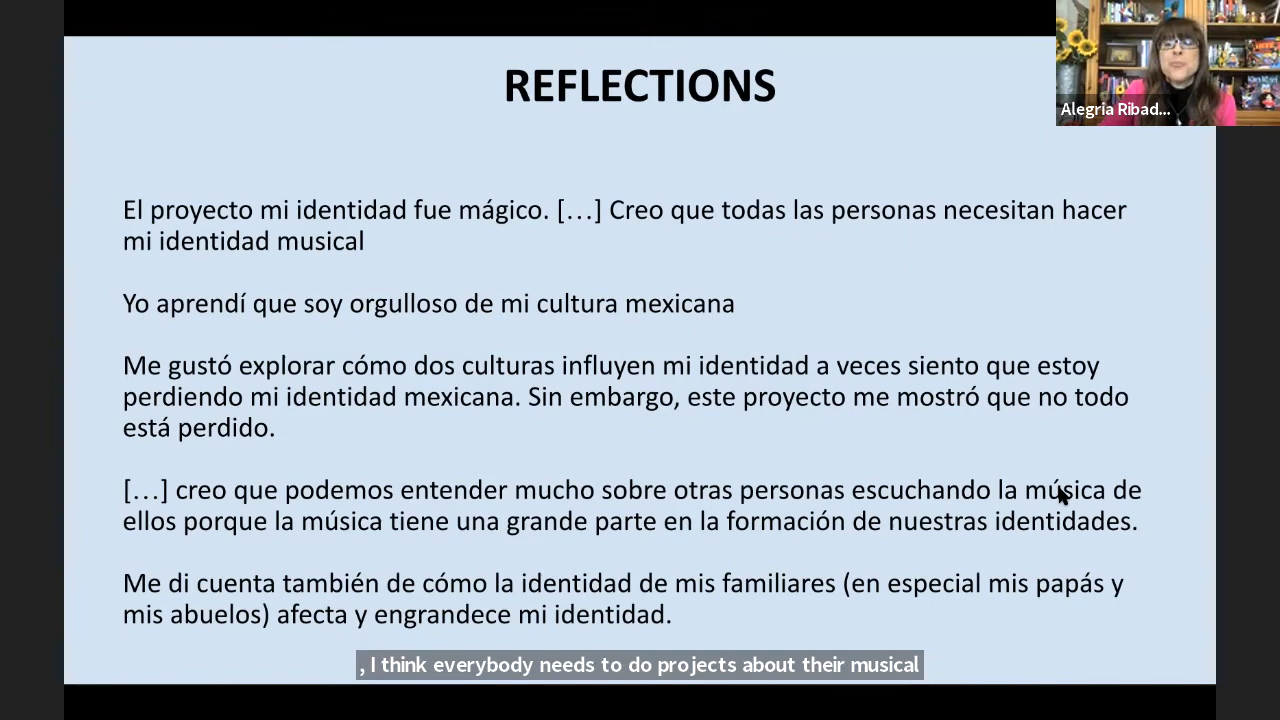 REFLECTIONS
Alegria Ribad...
El proyecto mi identidad fue mágico. […] Creo que todas las personas necesitan hacer
mi identidad musical
Yo aprendí que soy orgulloso de mi cultura mexicana
Me gustó explorar cómo dos culturas influyen mi identidad a veces siento que estoy
perdiendo mi identidad mexicana. Sin embargo, este proyecto me mostró que no todo
está perdido.
[…] creo que podemos entender mucho sobre otras personas escuchando la música de
ellos porque la música tiene una grande parte en la formación de nuestras identidades.
Me di cuenta también de cómo la identidad de mis familiares (en especial mis papás y
mis abuelos) afecta y engrandece mi identidad.
, I think everybody needs to do projects about their musical